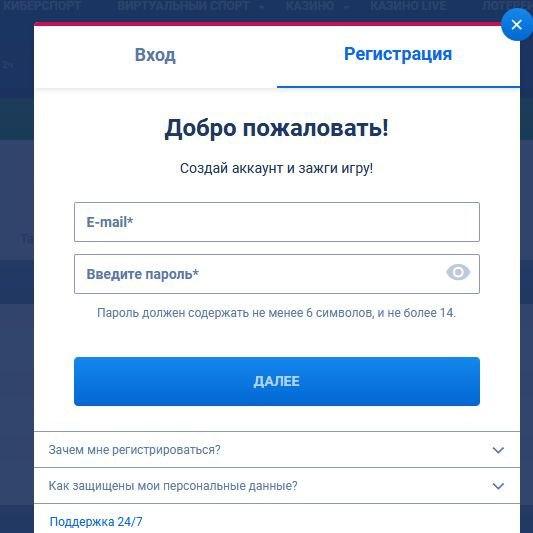 КИБЕРСПОРТ ВИРТУАЛЬНЫЙ СПОРТ КАЗИНО КАЗИНО LIVE
Вход Регистрация
2ч
Добро пожаловать!
Создай аккаунт и зажги игру!
E-mail*
Введите пароль*
Пароль должен содержать не менее 6 символов, и не более 14.
ДАЛЕЕ
Зачем мне регистрироваться?
Как защищены мои персональные данные?
Поддержка 24/7